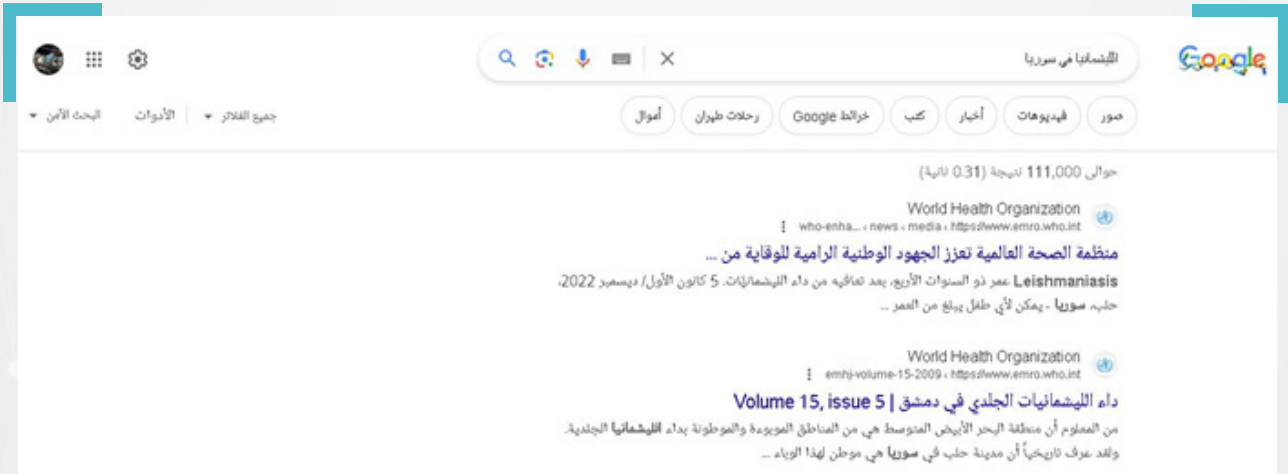 Google
الليشمانيا في سوريا
صور فيديوهات أخبار كتب خرائط Google رحلات طيران أموال
جميع الفلاتر الأدوات البحث الآمن
حوالى 111,000 نتيجة (0.31 ثانية)
World Health Organization
https://www.emro.who.int › media › news › who-enha...
منظمة الصحة العالمية تعزز الجهود الوطنية الرامية للوقاية من ...
Leishmaniasis عمر ذو السنوات الأربع، بعد تعافيه من داء الليشمانيّات. 5 كانون الأول/ ديسمبر 2022،
حلب، سوريا - يمكن لأي طفل يبلغ من العمر ...
World Health Organization
https://www.emro.who.int › emhj-volume-15-2009
داء الليشمانيات الجلدي في دمشق | Volume 15, issue 5
من المعلوم أن منطقة البحر الأبيض المتوسط هي من المناطق الموبوءة والموطونة بداء الليشمانيا الجلدية.
ولقد عرف تاريخياً أن مدينة حلب في سوريا هي موطن لهذا الوباء ...